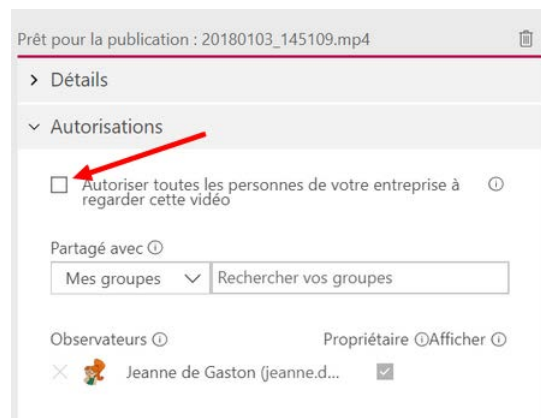 Prêt pour la publication : 20180103_145109.mp4
Détails
Autorisations
Autoriser toutes les personnes de votre entreprise à
regarder cette vidéo
Partagé avec
Mes groupes Rechercher vos groupes
Observateurs Propriétaire Afficher
Jeanne de Gaston (jeanne.d...